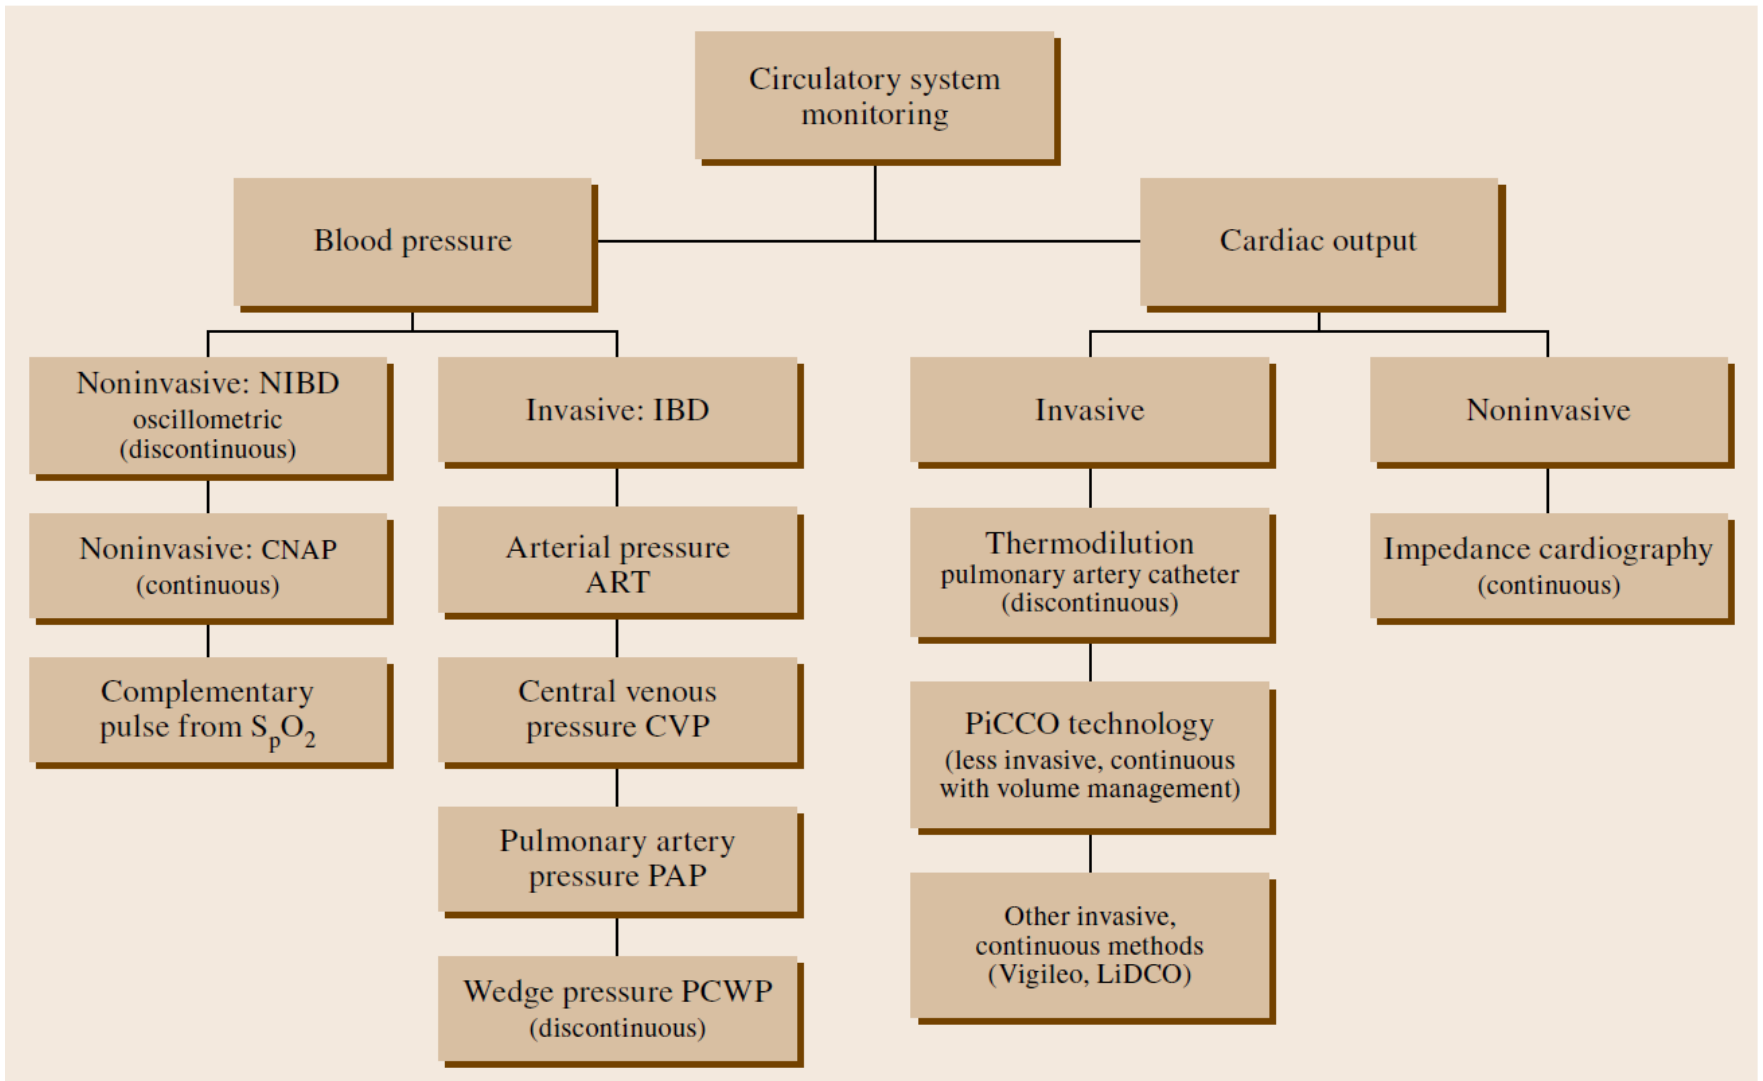 Circulatory system
monitoring
Blood pressure
Cardiac output
Noninvasive: NIBD
oscillometric
(discontinuous)
Noninvasive: CNAP
(continuous)
Complementary
pulse from SpO2
Invasive: IBD
Arterial pressure
ART
Central venous
pressure CVP
Pulmonary artery
pressure PAP
Wedge pressure PCWP
(discontinuous)
Invasive
Thermodilution
pulmonary artery catheter
(discontinuous)
PiCCO technology
(less invasive, continuous
with volume management)
Other invasive,
continuous methods
(Vigileo, LiDCO)
Noninvasive
Impedance cardiography
(continuous)